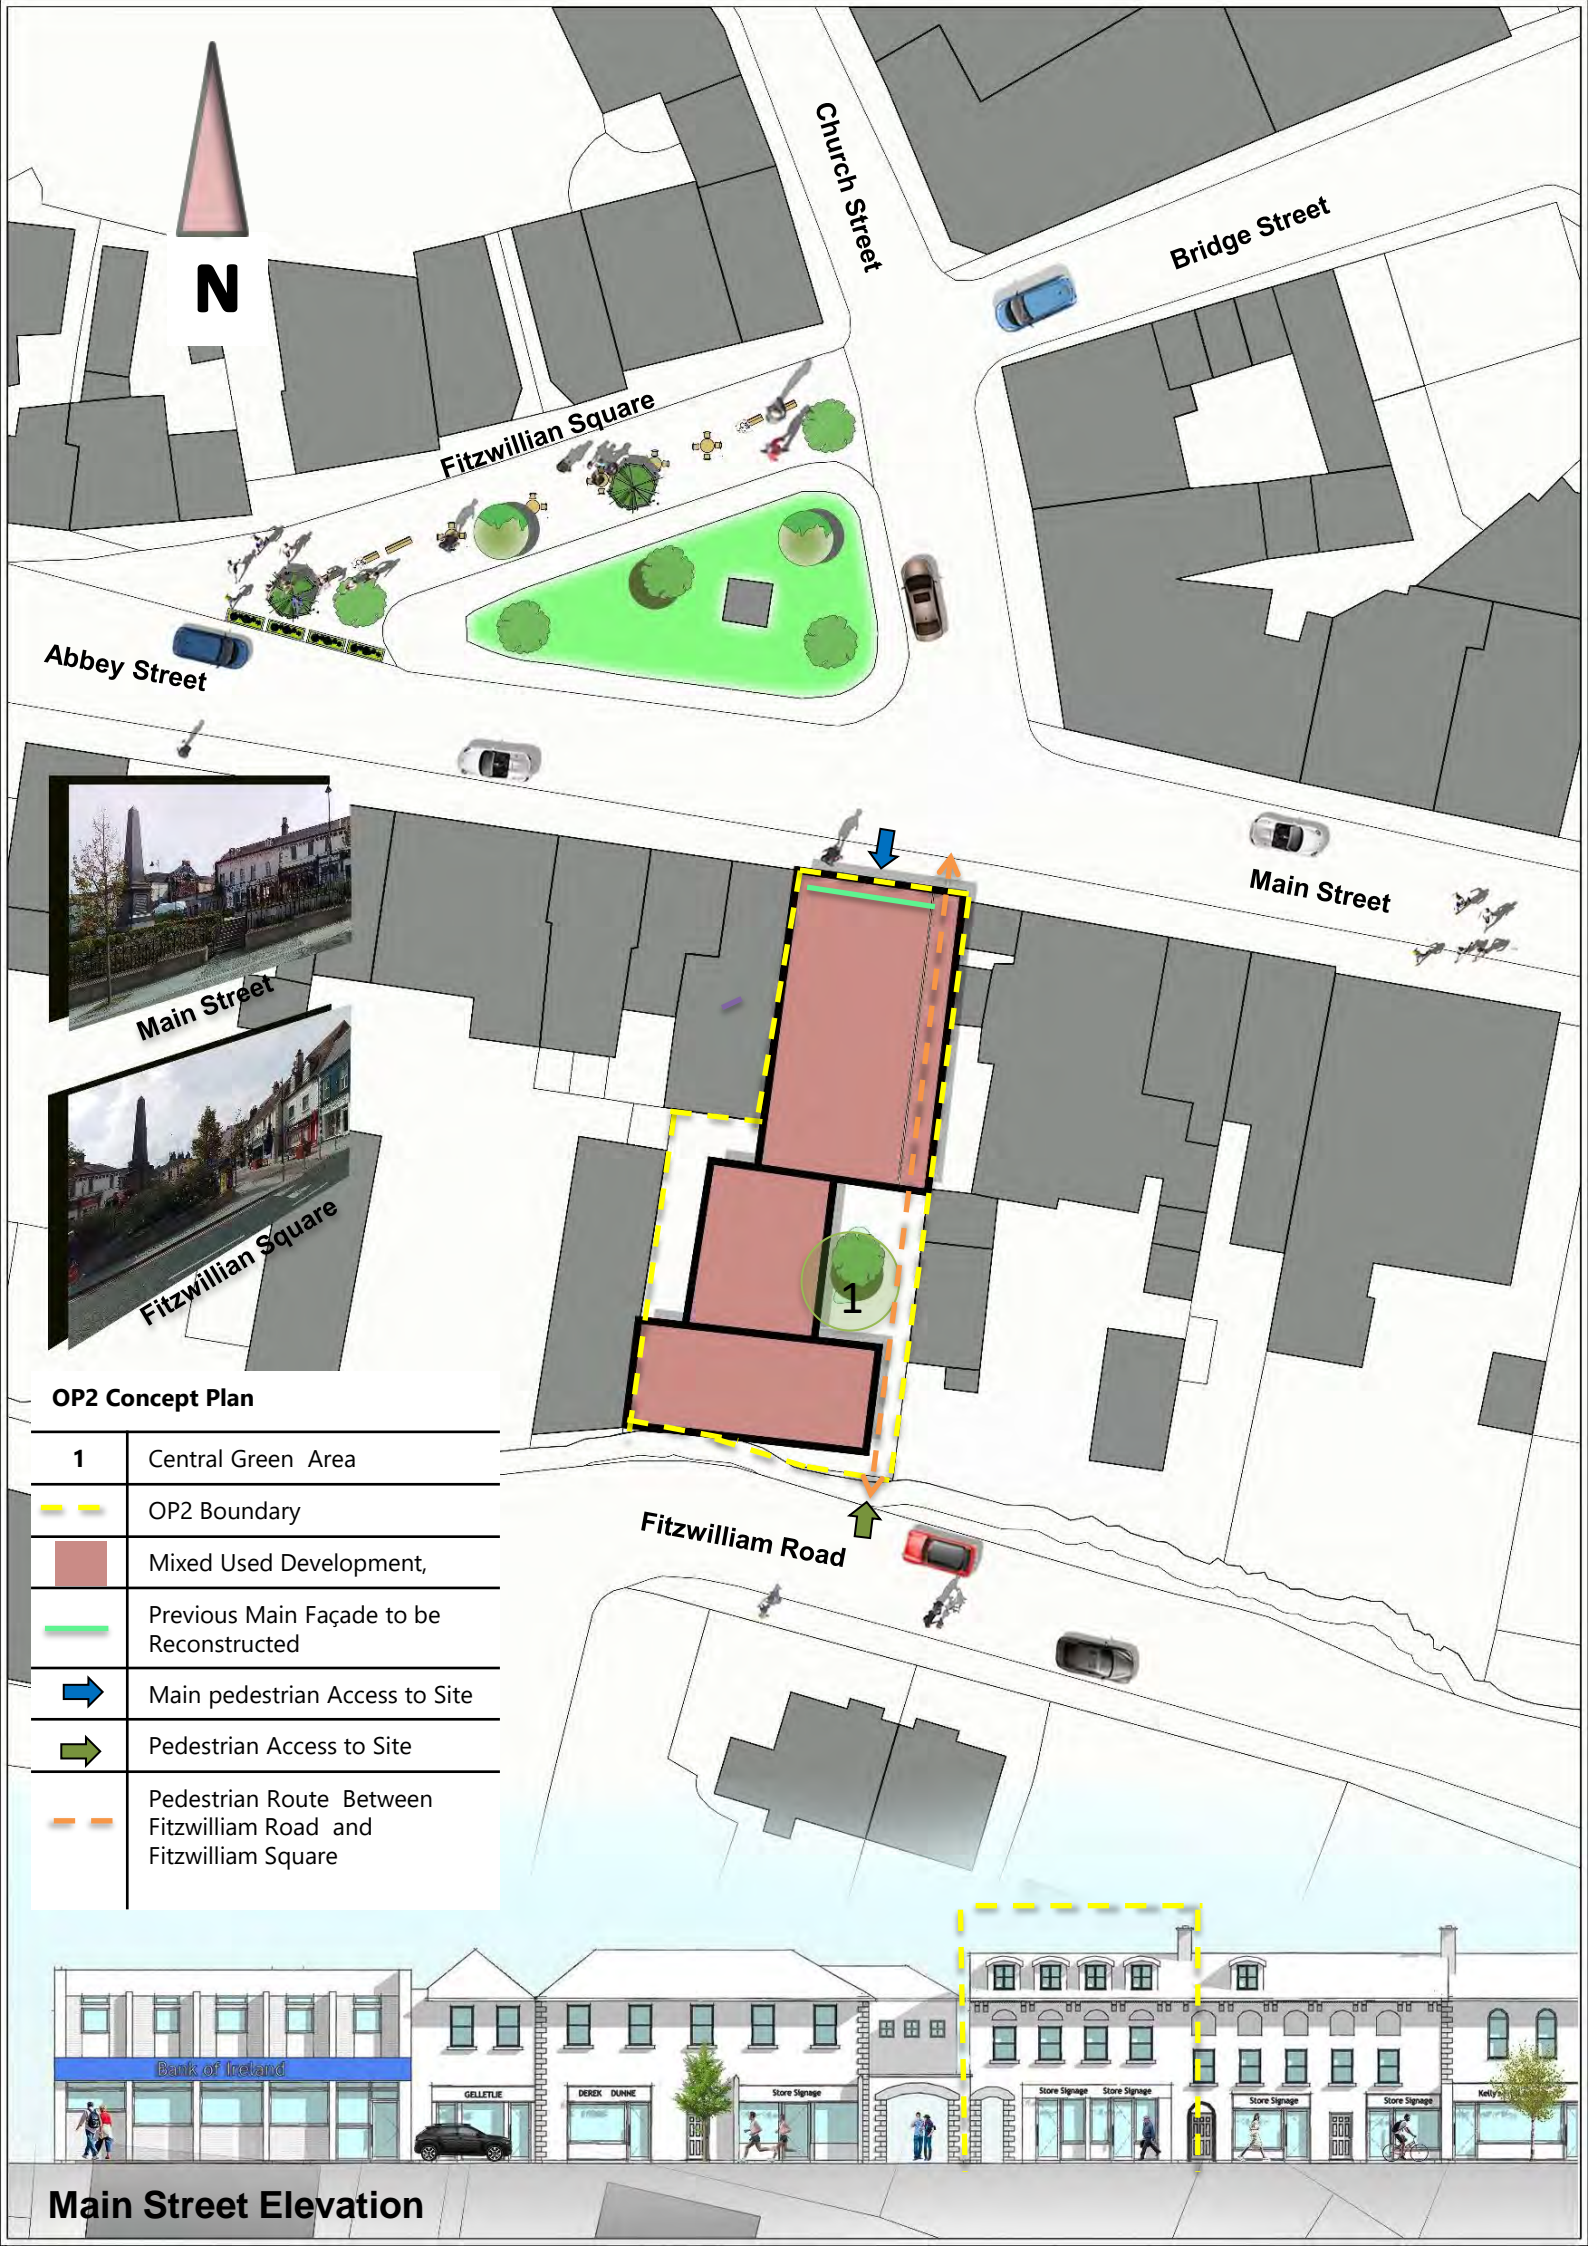 N
Church Street
Bridge Street
Fitzwillian Square
Abbey Street
Main Street
Main Street
Fitzwillian Square
1
Fitzwilliam Road
OP2 Concept Plan
1 Central Green Area
OP2 Boundary
Mixed Used Development,
Previous Main Façade to be
Reconstructed
Main pedestrian Access to Site
Pedestrian Access to Site
Pedestrian Route Between
Fitzwilliam Road and
Fitzwilliam Square
Bank of Ireland
GELLETLIE
DEREK DUNNE
Store Signage
Store Signage Store Signage
Store Signage
Store Signage
Kelly's
Main Street Elevation